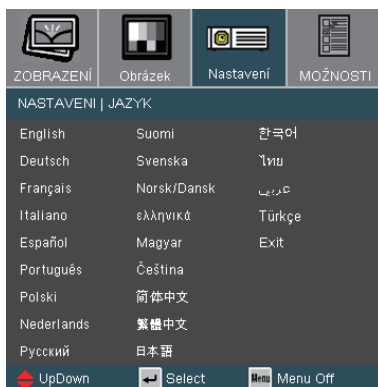 ZOBRAZENÍ Obrázek Nastavení MOŽNOSTI
NASTAVENI | JAZYK
English Suomi 한국어
Deutsch Svenska ไทย
Français Norsk/Dansk عربي
Italiano ελληνικά Türkçe
Español Magyar Exit
Português Čeština
Polski 简体中文
Nederlands 繁體中文
Русский 日本語
UpDown Select Menu Menu Off